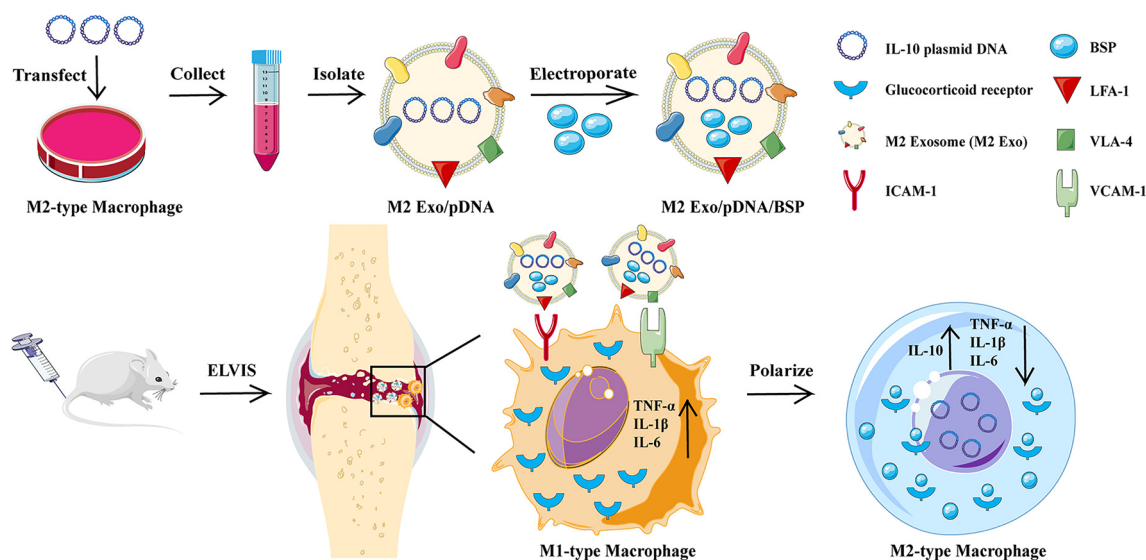 Transfect
Collect
Isolate
Electroporate
M2-type Macrophage
M2 Exo/pDNA
M2 Exo/pDNA/BSP
IL-10 plasmid DNA
BSP
Glucocorticoid receptor
LFA-1
M2 Exosome (M2 Exo)
VLA-4
ICAM-1
VCAM-1
ELVIS
TNF-α
IL-1β
IL-6
M1-type Macrophage
Polarize
IL-10
TNF-α
IL-1β
IL-6
M2-type Macrophage